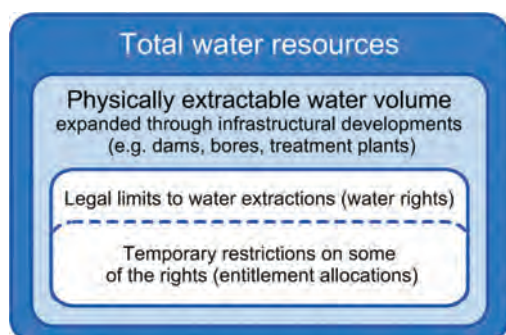 Total water resources
Physically extractable water volume
expanded through infrastructural developments
(e.g. dams, bores, treatment plants)
Legal limits to water extractions (water rights)
Temporary restrictions on some
of the rights (entitlement allocations)